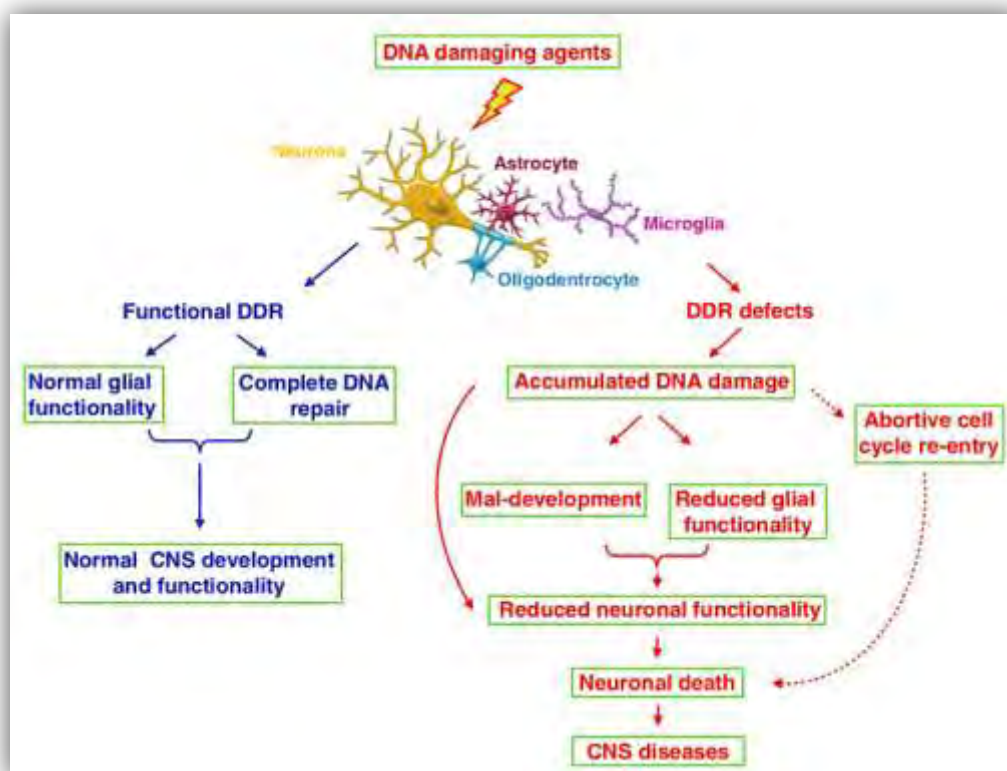 DNA damaging agents
Neurons
Astrocyte
Microglia
Oligodentrocyte
Functional DDR
DDR defects
Normal glial
functionality
Complete DNA
repair
Accumulated DNA damage
Abortive cell
cycle re-entry
Mal-development
Reduced glial
functionality
Normal CNS development
and functionality
Reduced neuronal functionality
Neuronal death
CNS diseases